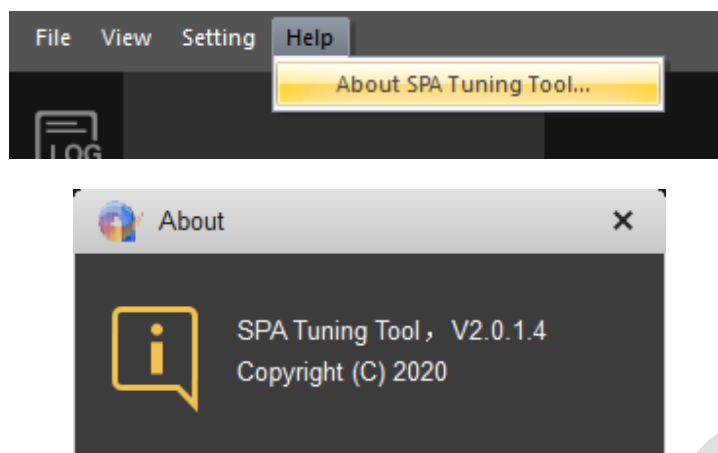 File View Setting Help
About SPA Tuning Tool...
LOG
About
SPA Tuning Tool，V2.0.1.4
Copyright (C) 2020